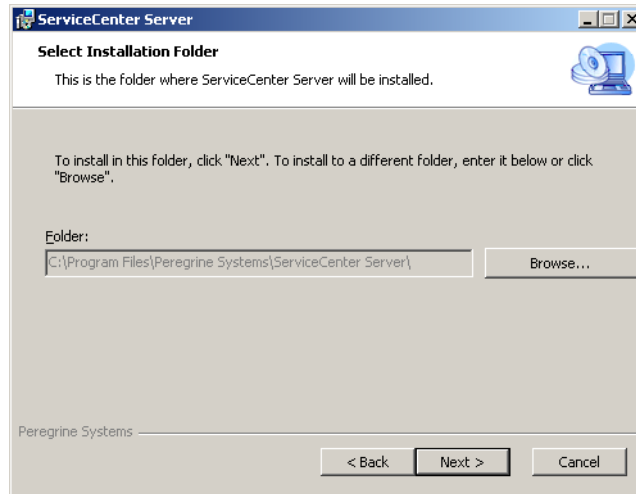 ServiceCenter Server
Select Installation Folder
This is the folder where ServiceCenter Server will be installed.
To install in this folder, click "Next". To install to a different folder, enter it below or click
"Browse".
Folder:
C:\Program Files\Peregrine Systems\ServiceCenter Server\
Browse...
Peregrine Systems
< Back
Next >
Cancel